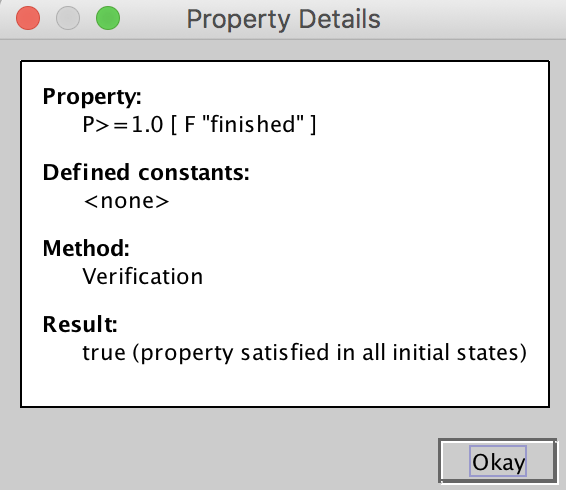 Property Details
Property:
P>=1.0 [ F "finished" ]
Defined constants:
<none>
Method:
Verification
Result:
true (property satisfied in all initial states)
Okay